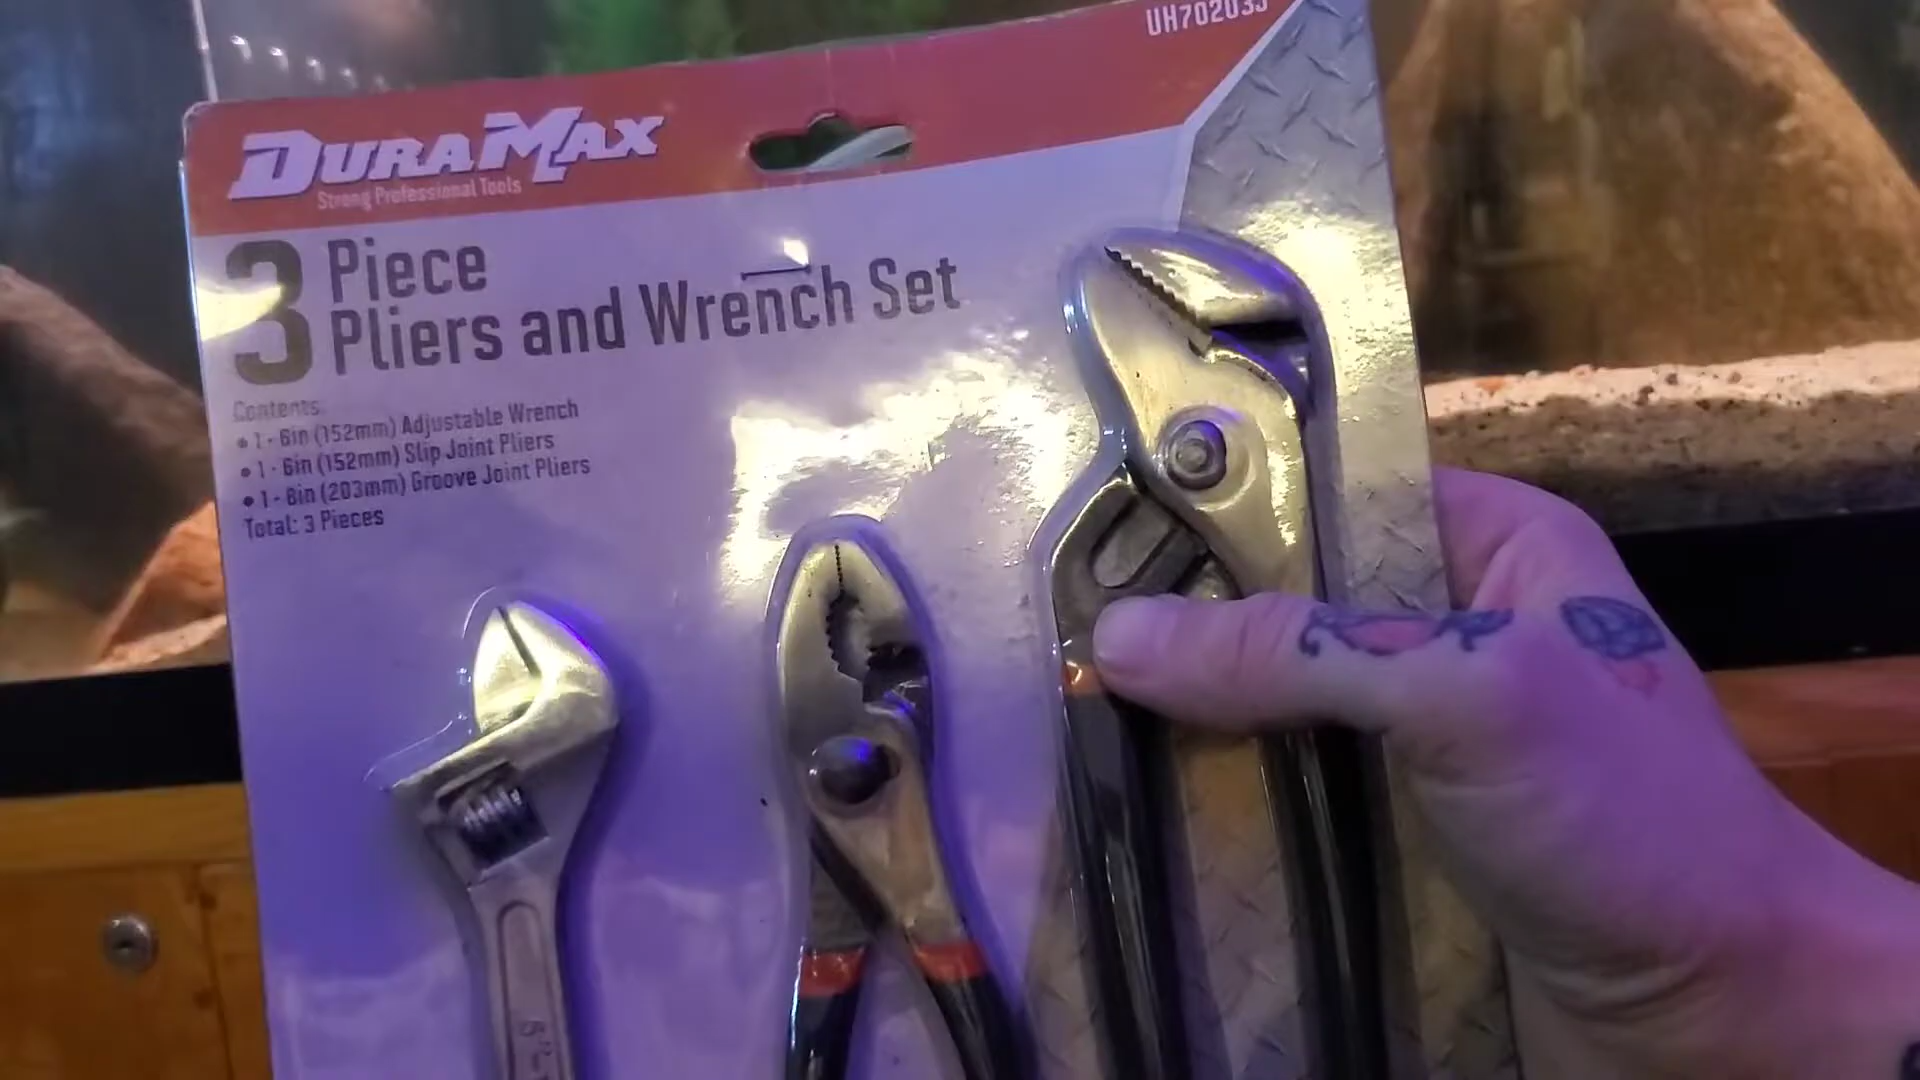 UH70203S
DURAMAX
Strong Professional Tools
3 Piece
Pliers and Wrench Set
Contents:
• 1 - 6in (152mm) Adjustable Wrench
• 1 - 6in (152mm) Slip Joint Pliers
• 1 - 8in (203mm) Groove Joint Pliers
Total: 3 Pieces